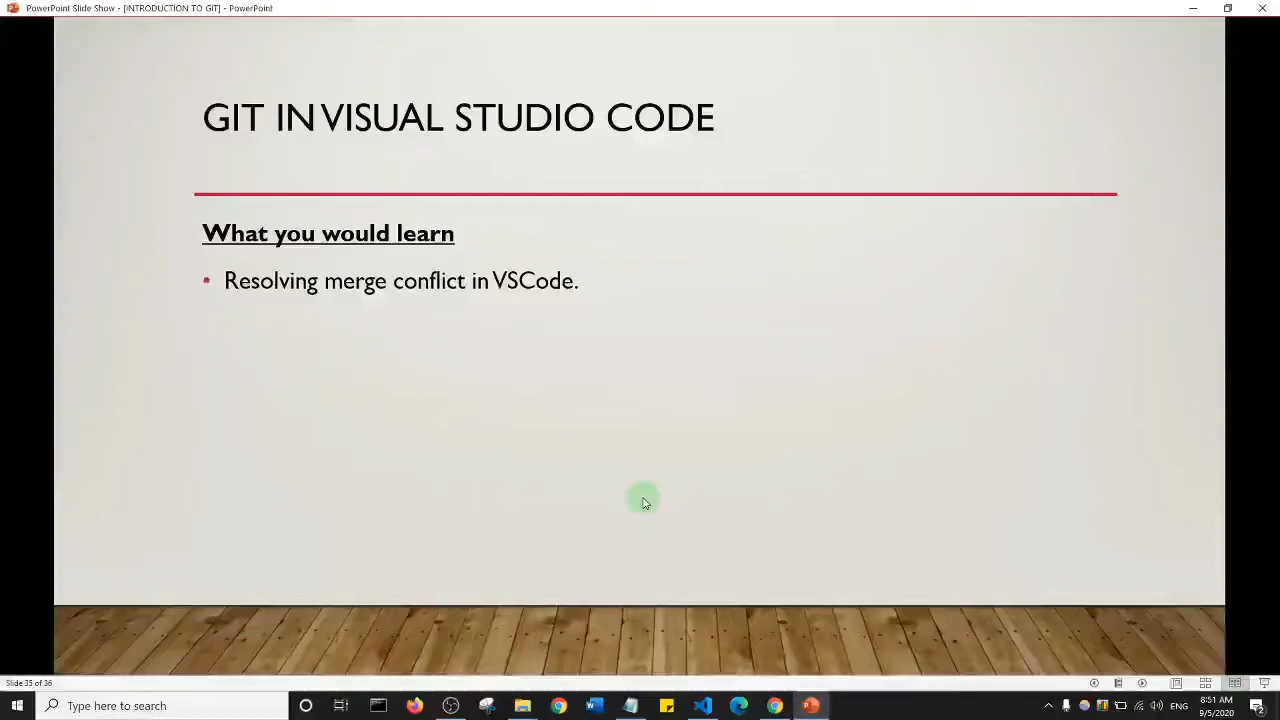 PowerPoint Slide Show - [INTRODUCTION TO GIT] - PowerPoint
GIT IN VISUAL STUDIO CODE
What you would learn
• Resolving merge conflict in VSCode.
Slide 35 of 36
Type here to search
ENG
8:51 AM
9/5/2020
2